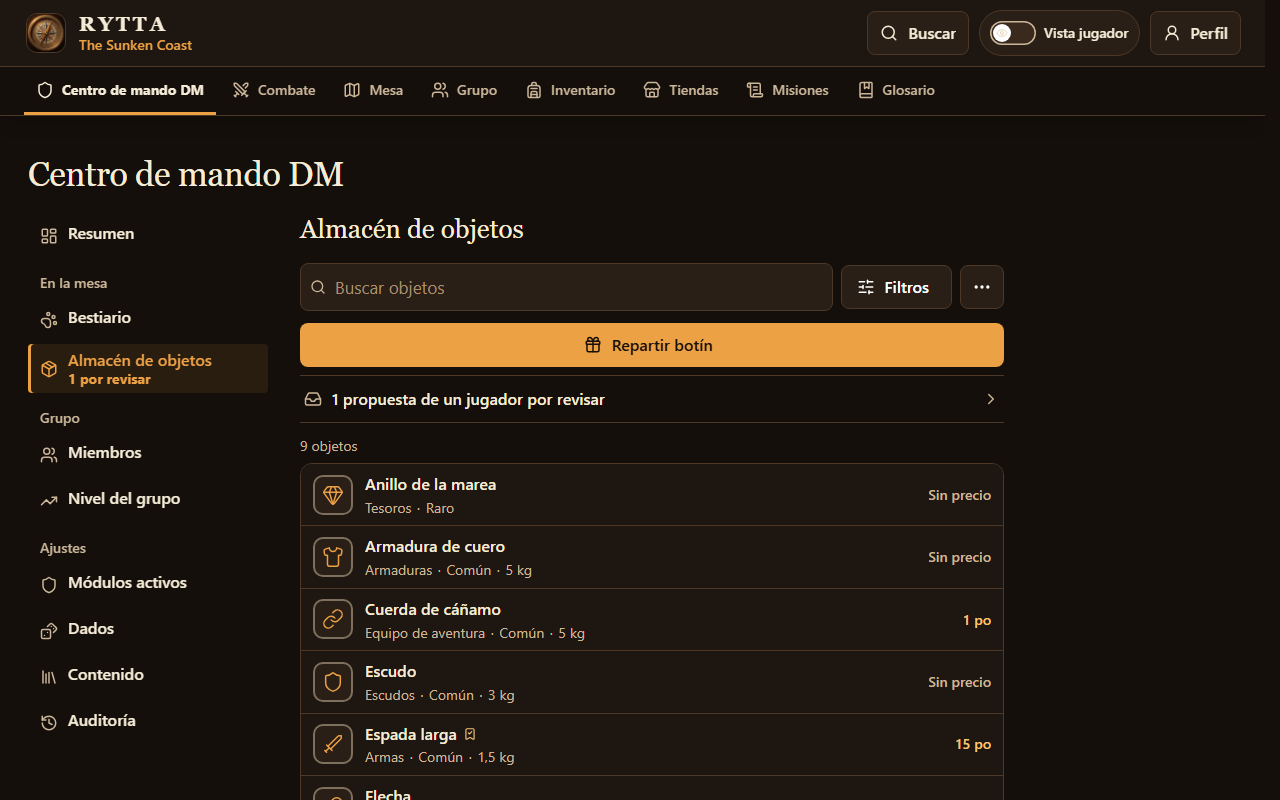 RYTTA
The Sunken Coast
Buscar
Vista jugador
Perfil
Centro de mando DM
Combate
Mesa
Grupo
Inventario
Tiendas
Misiones
Glosario
Centro de mando DM
Resumen
En la mesa
Bestiario
Almacén de objetos
1 por revisar
Grupo
Miembros
Nivel del grupo
Ajustes
Módulos activos
Dados
Contenido
Auditoría
Almacén de objetos
Buscar objetos
Filtros
Repartir botín
1 propuesta de un jugador por revisar
9 objetos
Anillo de la marea
Tesoros · Raro
Sin precio
Armadura de cuero
Armaduras · Común · 5 kg
Sin precio
Cuerda de cáñamo
Equipo de aventura · Común · 5 kg
1 po
Escudo
Escudos · Común · 3 kg
Sin precio
Espada larga
Armas · Común · 1,5 kg
15 po
Flecha